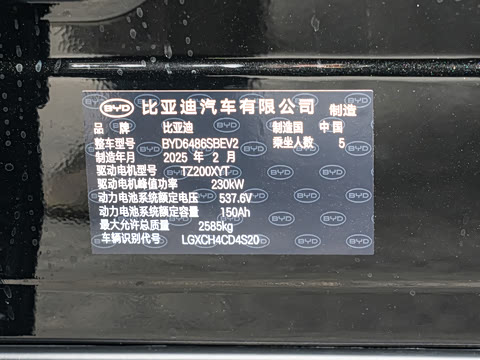 BYD 比亚迪汽车有限公司 制造
品 牌 比亚迪 制造国 中 国
整车型号 BYD6486SBEV2 乘坐人数 5
制造年月 2025 年 2 月
驱动电机型号 TZ200XYT
驱动电机峰值功率 230kW
动力电池系统额定电压 537.6V
动力电池系统额定容量 150Ah
最大允许总质量 2585kg
车辆识别代号 LGXCH4CD4S20